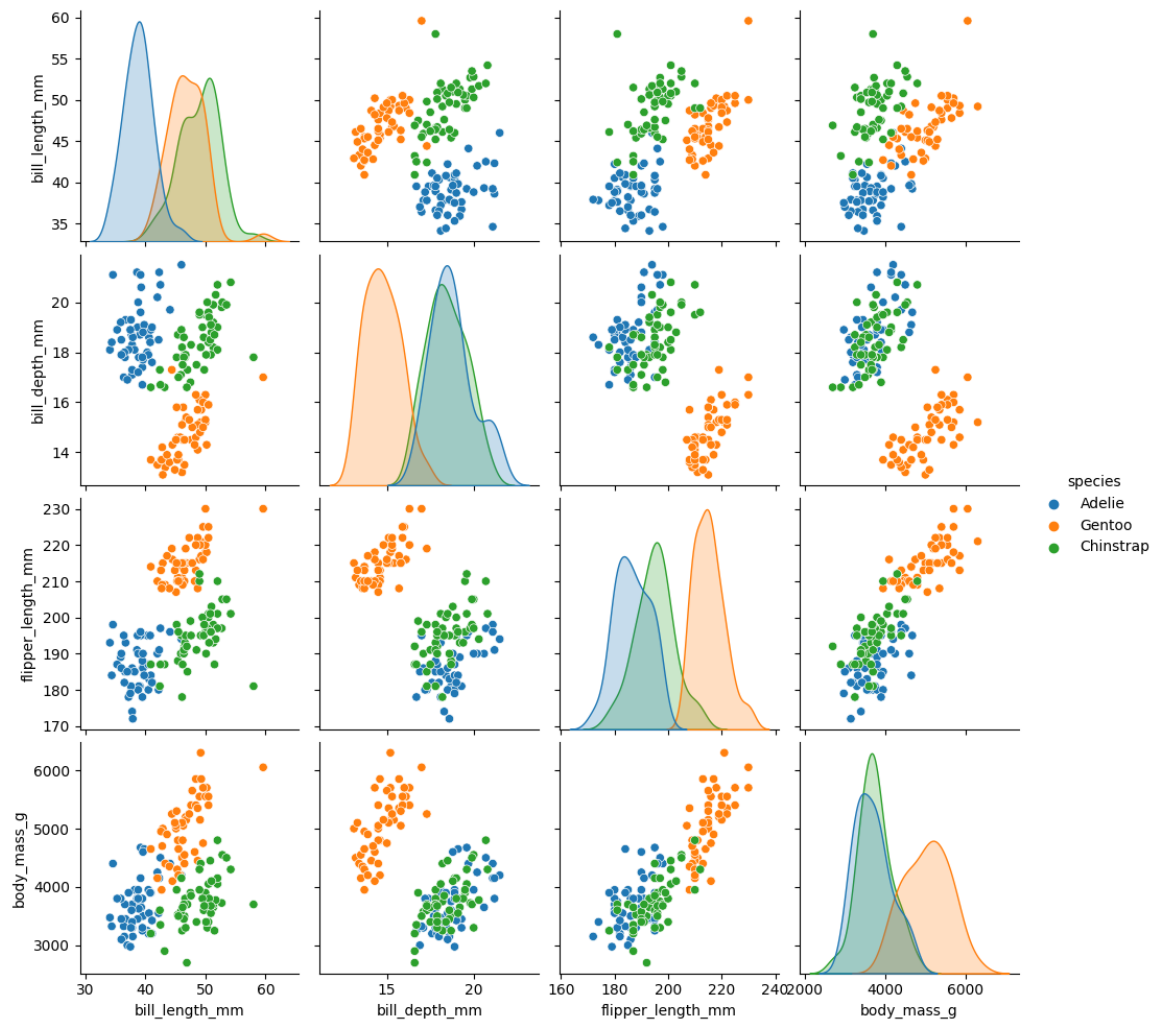 60
55
50
45
40
35
bill_length_mm
20
18
16
14
bill_depth_mm
species
Adelie
Gentoo
Chinstrap
230
220
210
200
190
180
170
flipper_length_mm
6000
5000
4000
3000
body_mass_g
30 40 50 60
15 20
160 180 200 220 240
2000 4000 6000
bill_length_mm
bill_depth_mm
flipper_length_mm
body_mass_g